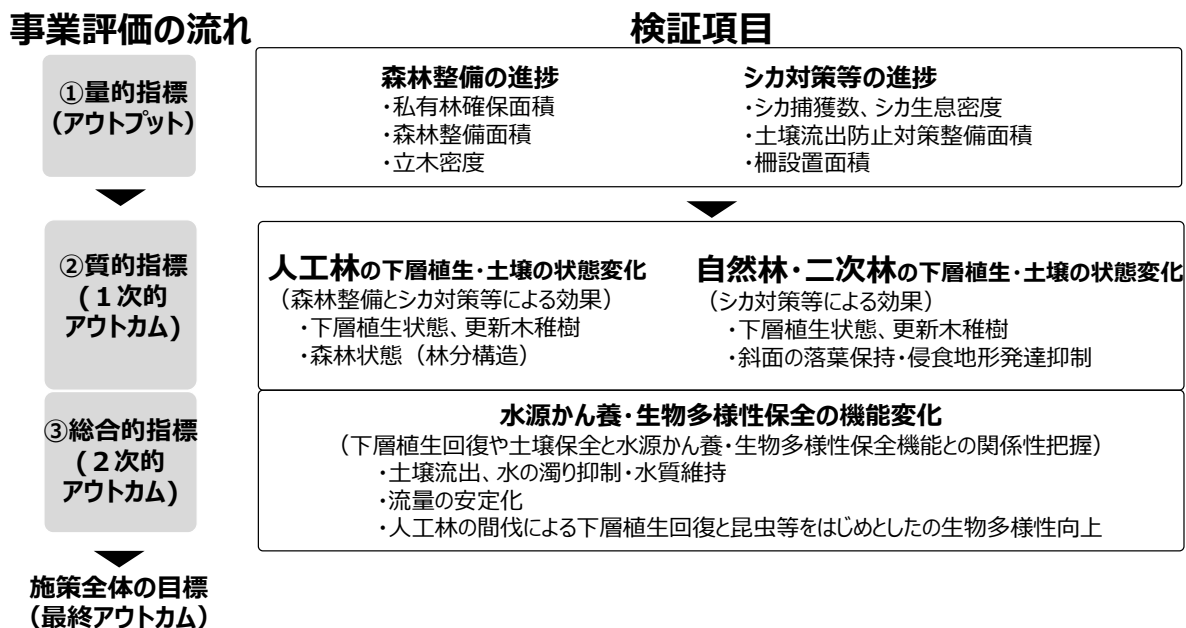 事業評価の流れ
検証項目
①量的指標
(アウトプット)
森林整備の進捗
・私有林確保面積
・森林整備面積
・立木密度
シカ対策等の進捗
・シカ捕獲数、シカ生息密度
・土壌流出防止対策整備面積
・柵設置面積
②質的指標
(1次的
アウトカム)
人工林の下層植生・土壌の状態変化
(森林整備とシカ対策等による効果)
・下層植生状態、更新木稚樹
・森林状態(林分構造)
自然林・二次林の下層植生・土壌の状態変化
(シカ対策等による効果)
・下層植生状態、更新木稚樹
・斜面の落葉保持・侵食地形発達抑制
③総合的指標
(2次的
アウトカム)
水源かん養・生物多様性保全の機能変化
(下層植生回復や土壌保全と水源かん養・生物多様性保全機能との関係性把握)
・土壌流出、水の濁り抑制・水質維持
・流量の安定化
・人工林の間伐による下層植生回復と昆虫等をはじめとしたの生物多様性向上
施策全体の目標
(最終アウトカム)